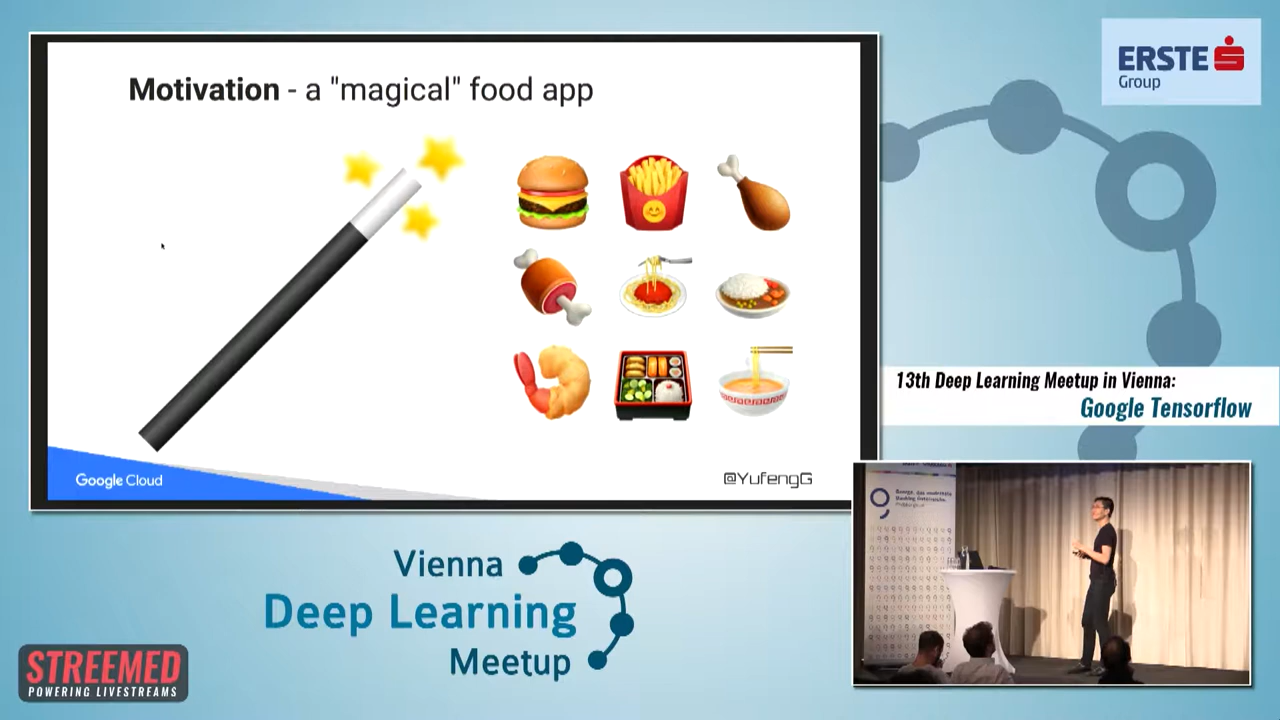 Motivation - a "magical" food app
Google Cloud
@YufengG
ERSTE
Group
13th Deep Learning Meetup in Vienna:
Google Tensorflow
Vienna
Deep Learning
Meetup
STREEMED
POWERING LIVESTREAMS